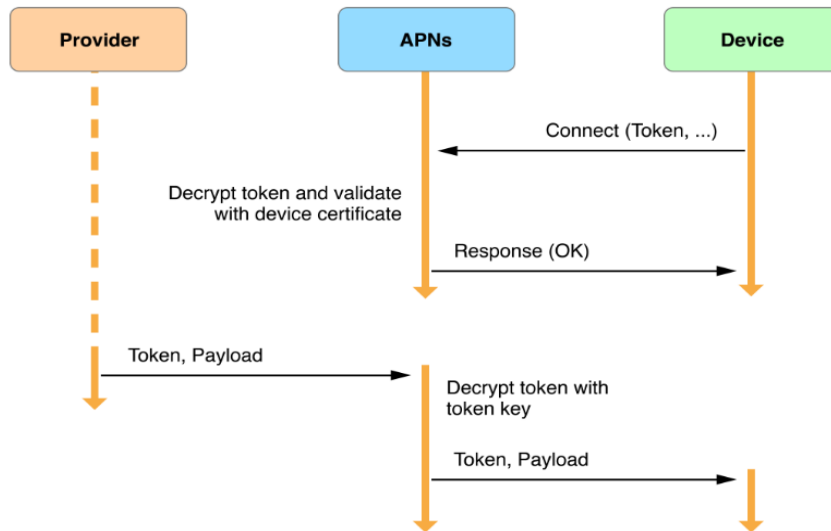 Provider
APNs
Device
Connect (Token, ...)
Decrypt token and validate
with device certificate
Response (OK)
Token, Payload
Decrypt token with
token key
Token, Payload